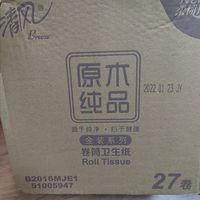 清风
Breeze
原木
纯品
2022 01 23 JY
源于纯净·归于健康
金装系列
卷筒卫生纸
Roll Tissue
B2016MJE1
51005947
27卷